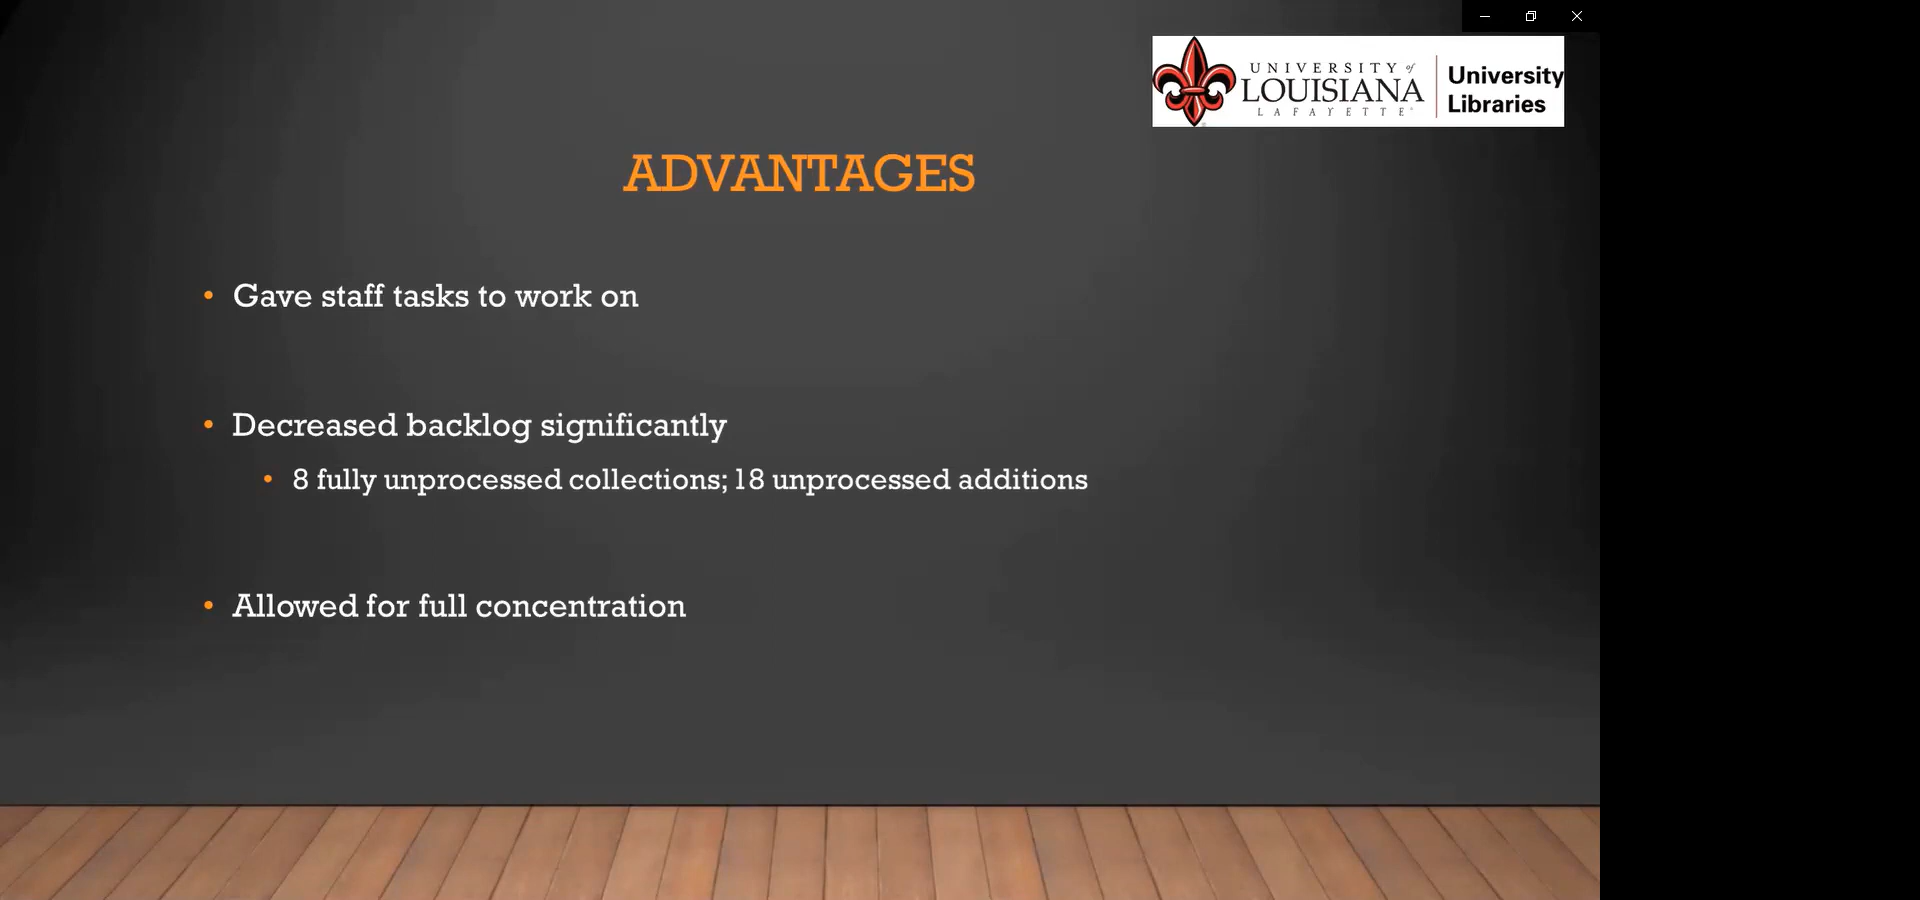 UNIVERSITY of
LOUISIANA
LAFAYETTE
University
Libraries
ADVANTAGES
• Gave staff tasks to work on
• Decreased backlog significantly
• 8 fully unprocessed collections; 18 unprocessed additions
• Allowed for full concentration